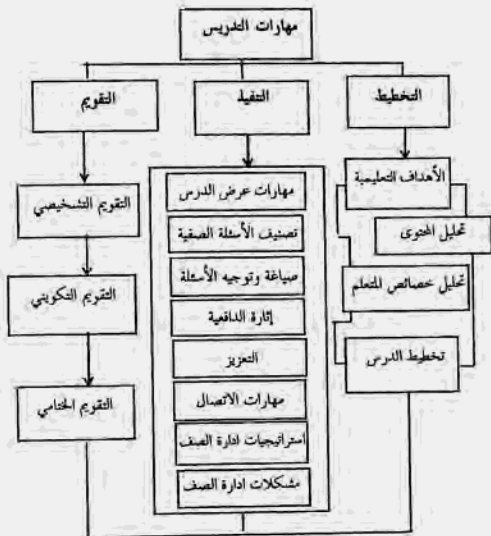 مهارات التدريس
التخطيط
التنفيذ
التقويم
الأهداف التعليمية
تحليل المحتوى
تحليل خصائص المتعلم
تخطيط الدرس
مهارات عرض الدرس
تصنيف الأسئلة الصفية
صياغة وتوجيه الأسئلة
إثارة الدافعية
التعزيز
مهارات الاتصال
استراتيجيات ادارة الصف
مشكلات ادارة الصف
التقويم التشخيصي
التقويم التكويني
التقويم الختامي